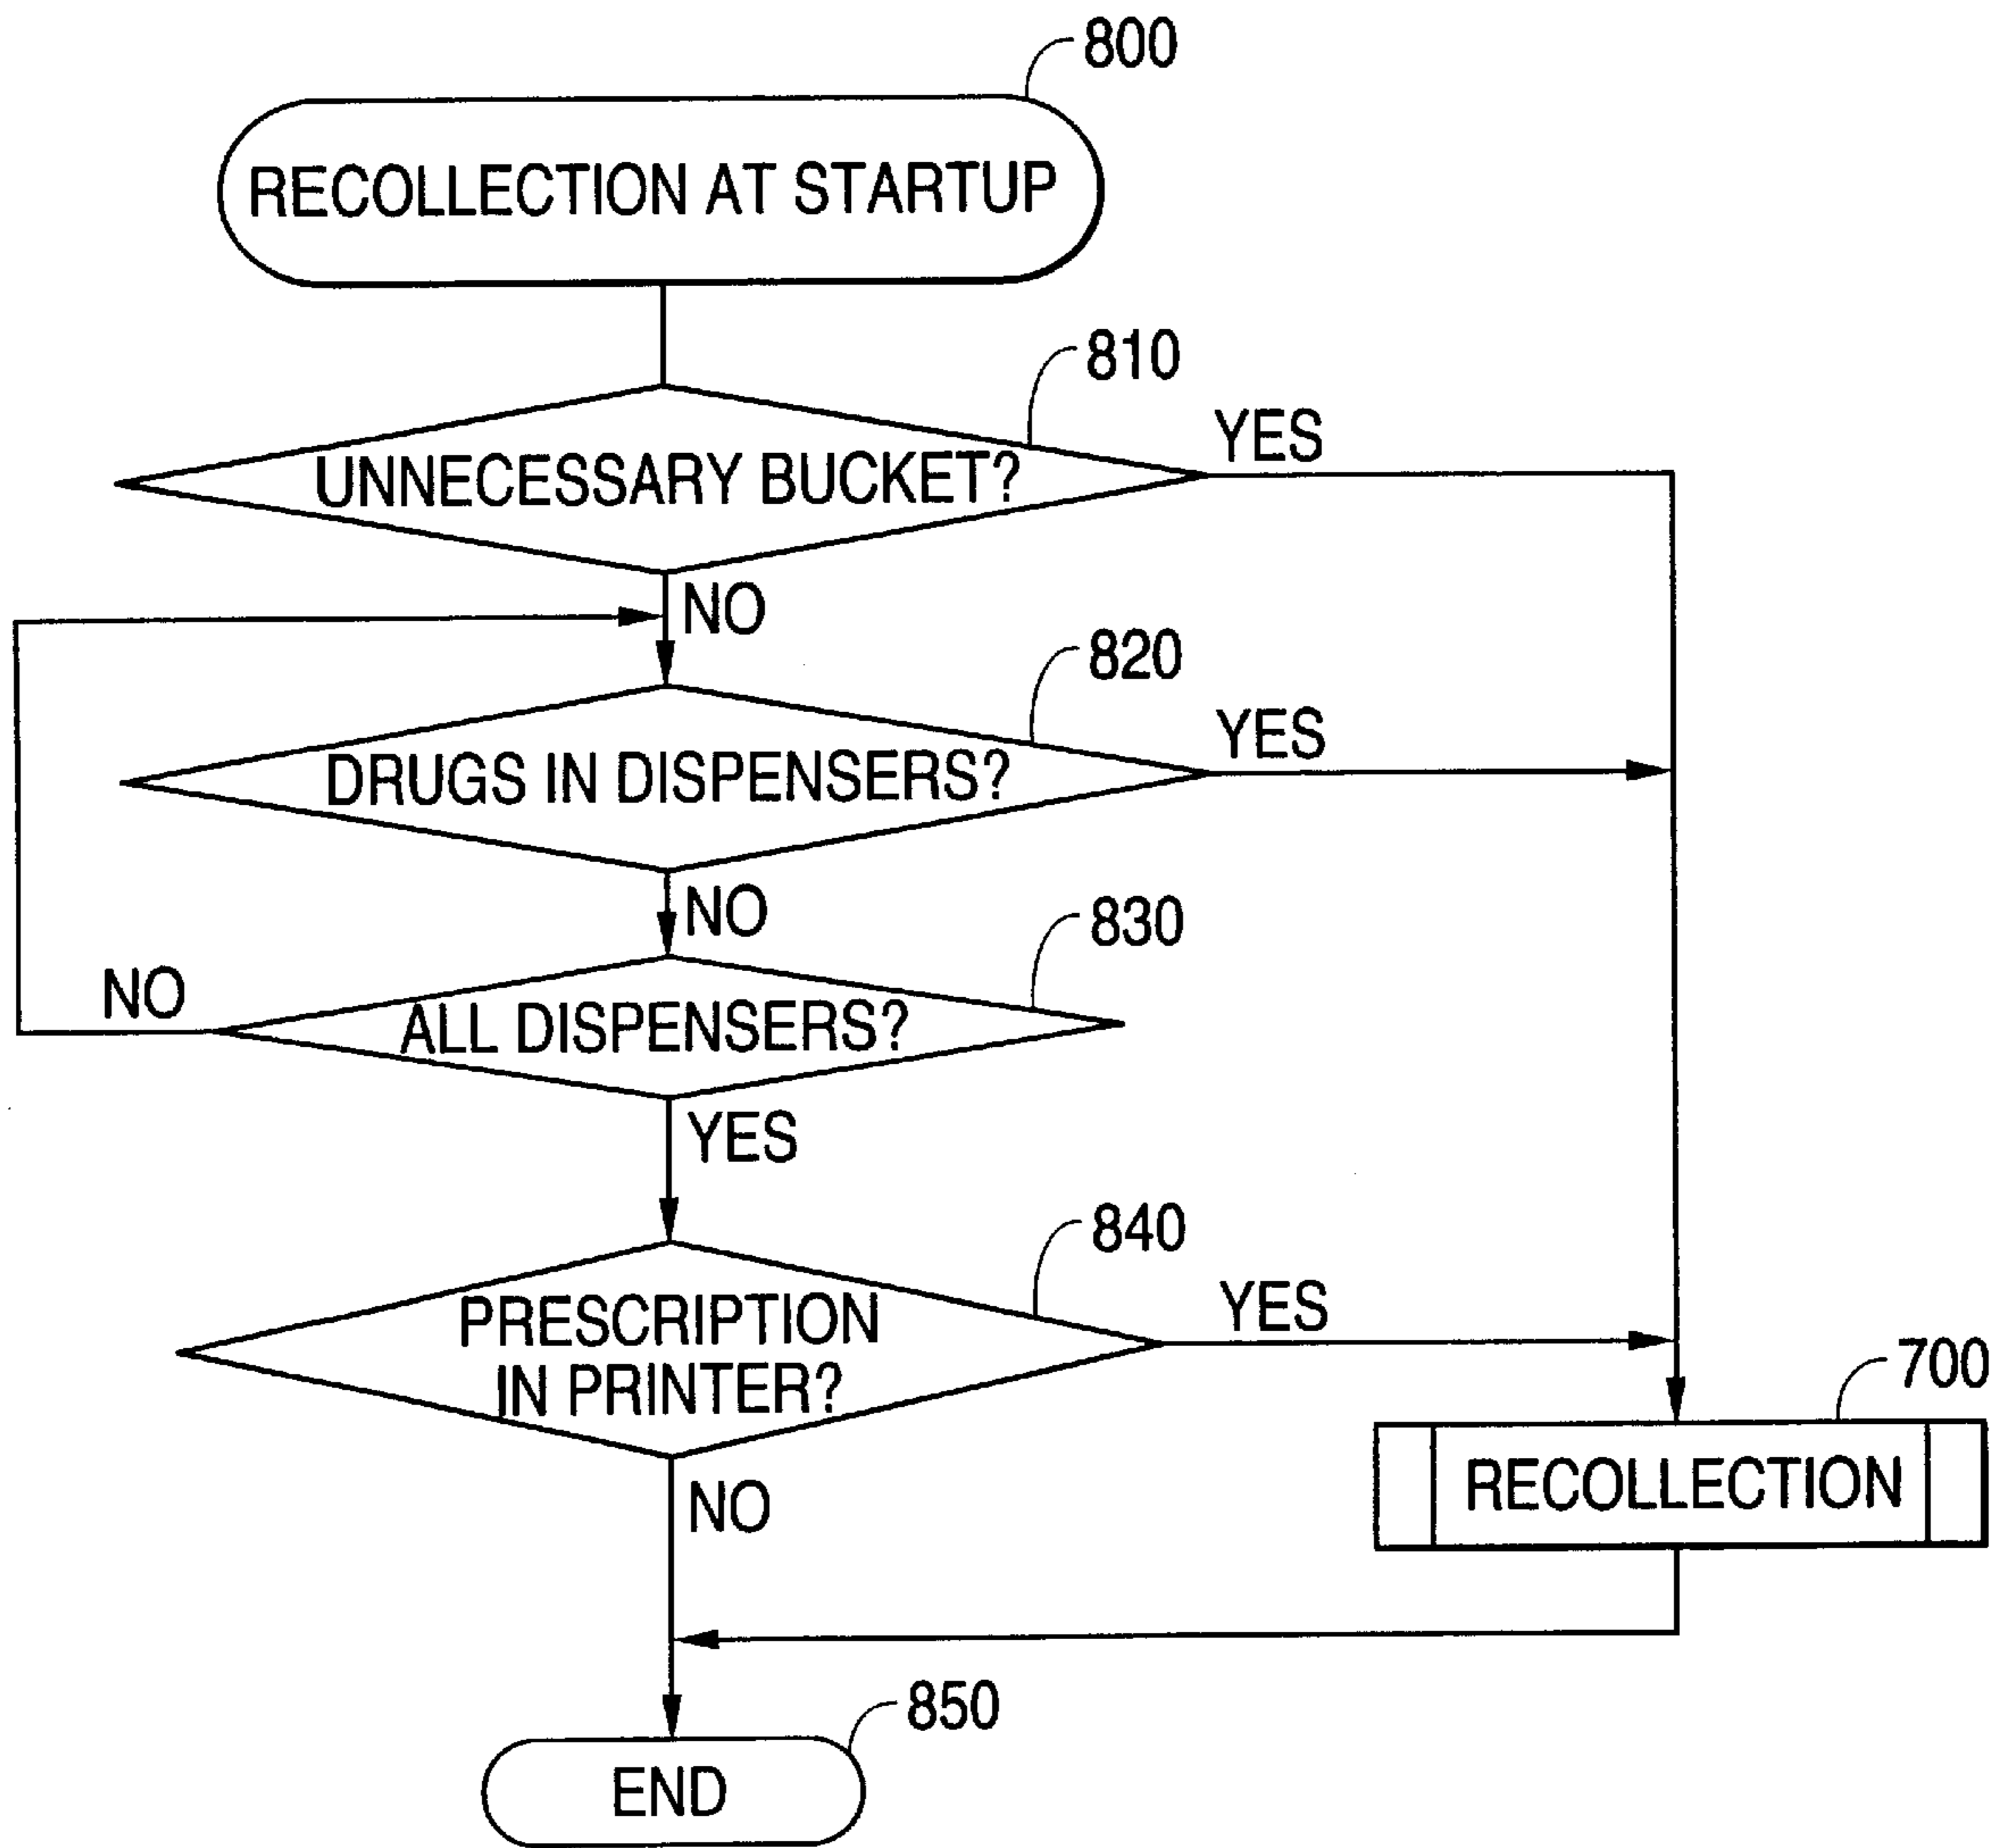 800
RECOLLECTION AT STARTUP
810
YES
UNNECESSARY BUCKET?
NO
820
YES
DRUGS IN DISPENSERS?
NO
830
NO
ALL DISPENSERS?
YES
840
YES
PRESCRIPTION
IN PRINTER?
700
RECOLLECTION
NO
850
END